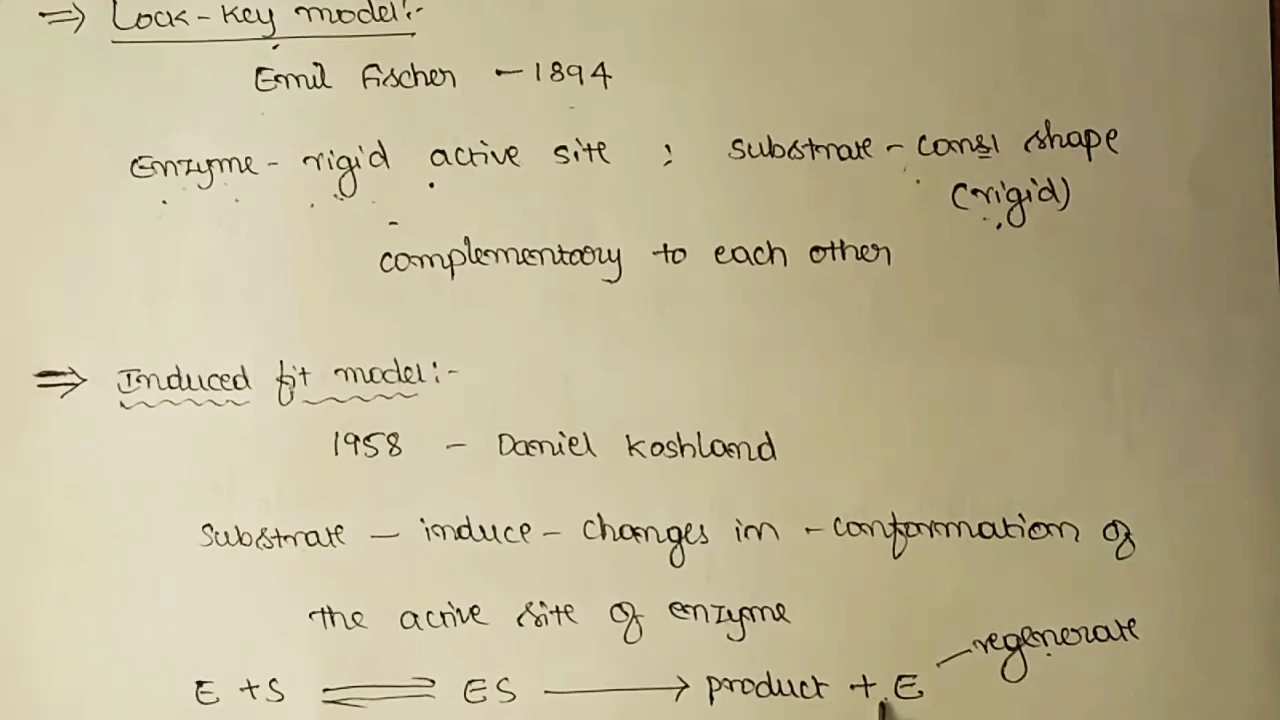 ⇒ Lock-Key model:-
Emil Fischer - 1894
Enzyme - rigid active site ; substrate - consl shape
(rigid)
complementary to each other
⇒ Induced fit model:-
1958 - Daniel Koshland
Substrate - induce - changes in - conformation of
the active site of enzyme
- regenerate
E + S ⇌ ES → product + E